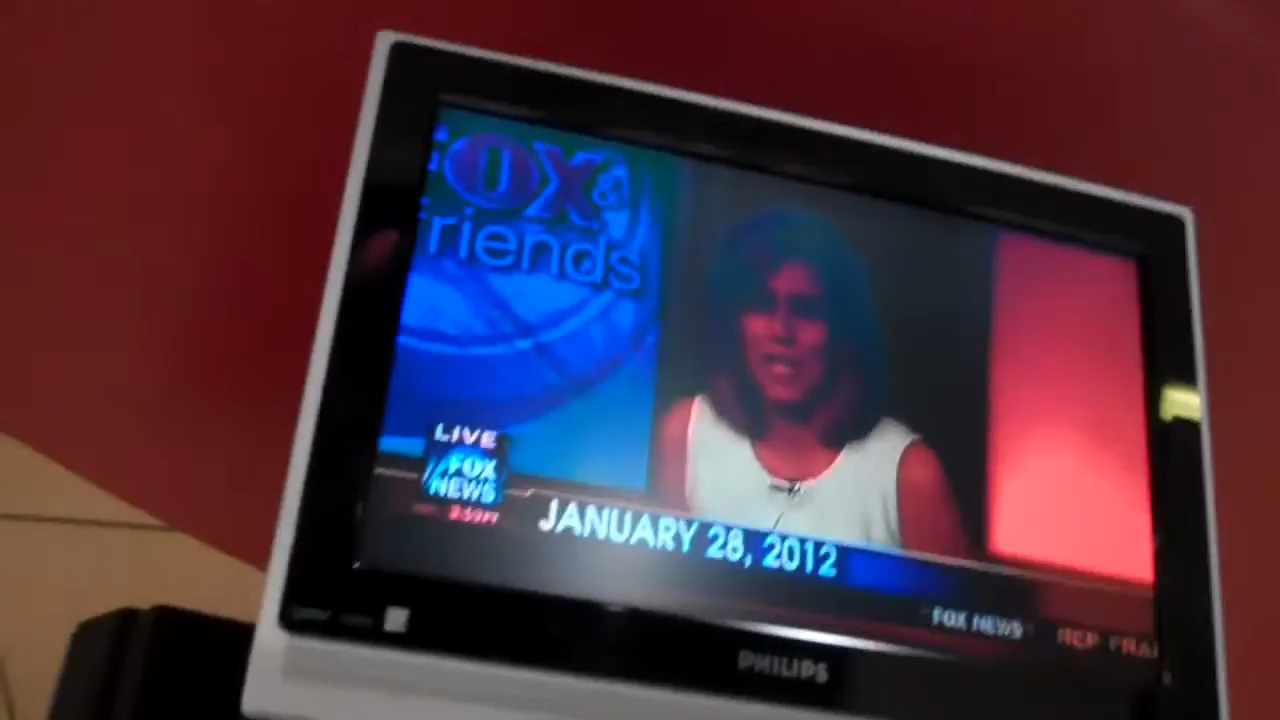 FOX &
friends
LIVE
FOX
NEWS
JANUARY 28, 2012
FOX NEWS
PHILIPS